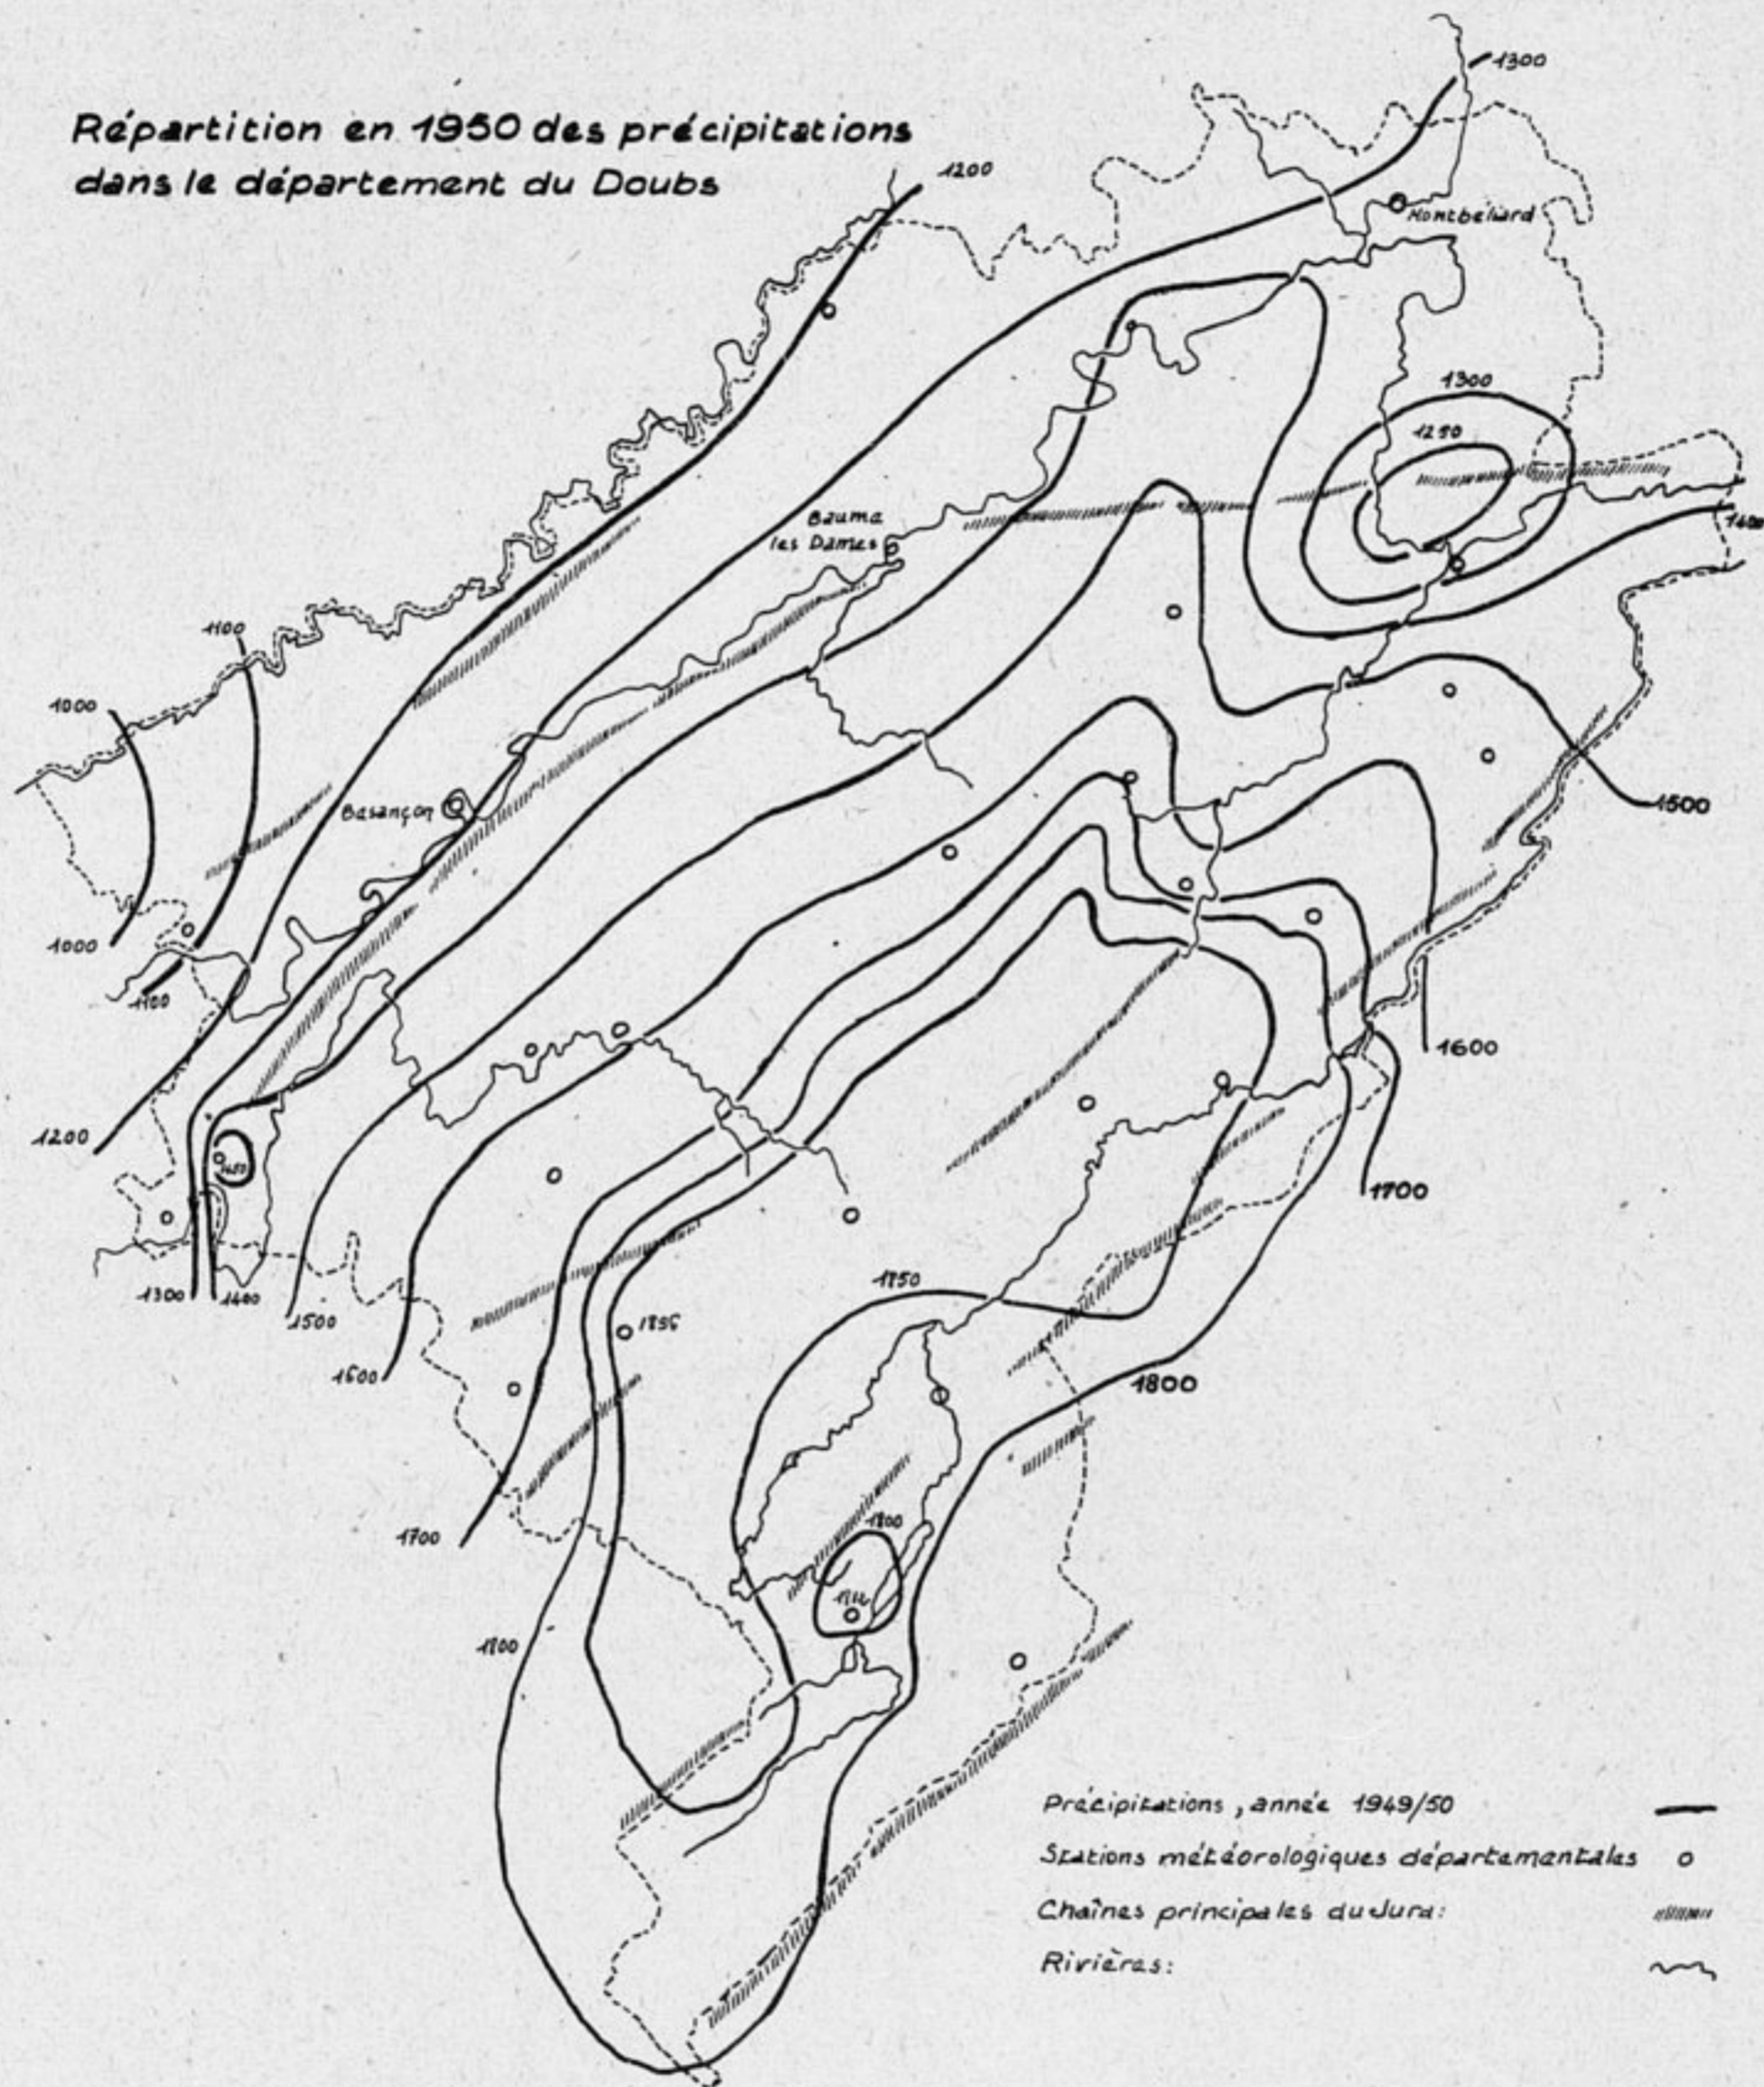 Répartition en 1950 des précipitations
dans le département du Doubs
1300
1200
Montbéliard
1300
1250
1400
Baume
les Dames
1100
1000
Besançon
1500
1000
1100
1600
1200
1700
1300
1400
1500
1850
1856
1600
1800
1800
1700
1800
Précipitations, année 1949/50
Stations météorologiques départementales
Chaînes principales du Jura:
Rivières: